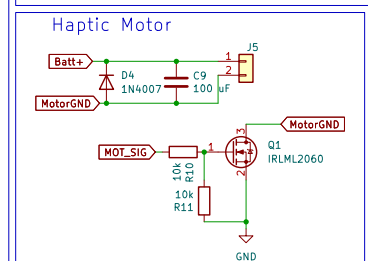 Haptic Motor
J5
Batt+
1
D4
C9
2
1N4007
100 uF
MotorGND
3
MotorGND
Q1
MOT_SIG
1
IRLML2060
10k
R10
2
10k
R11
GND